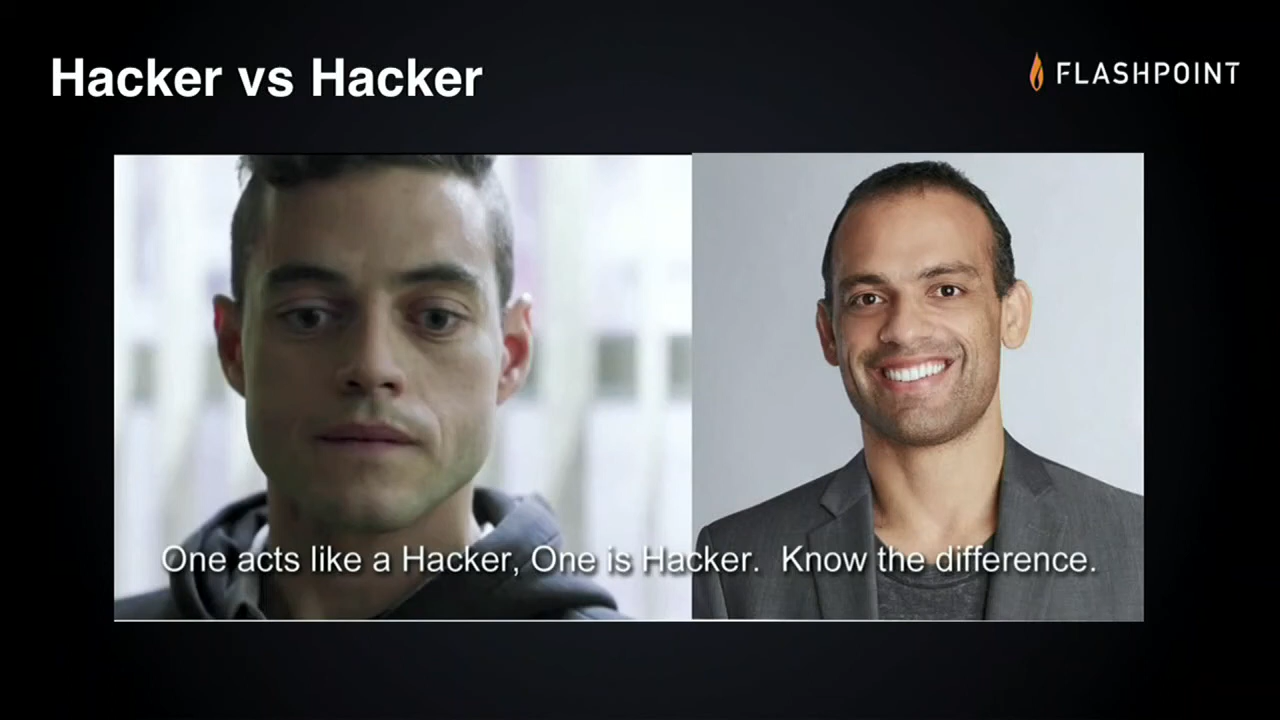 Hacker vs Hacker
FLASHPOINT
One acts like a Hacker, One is Hacker.  Know the difference.